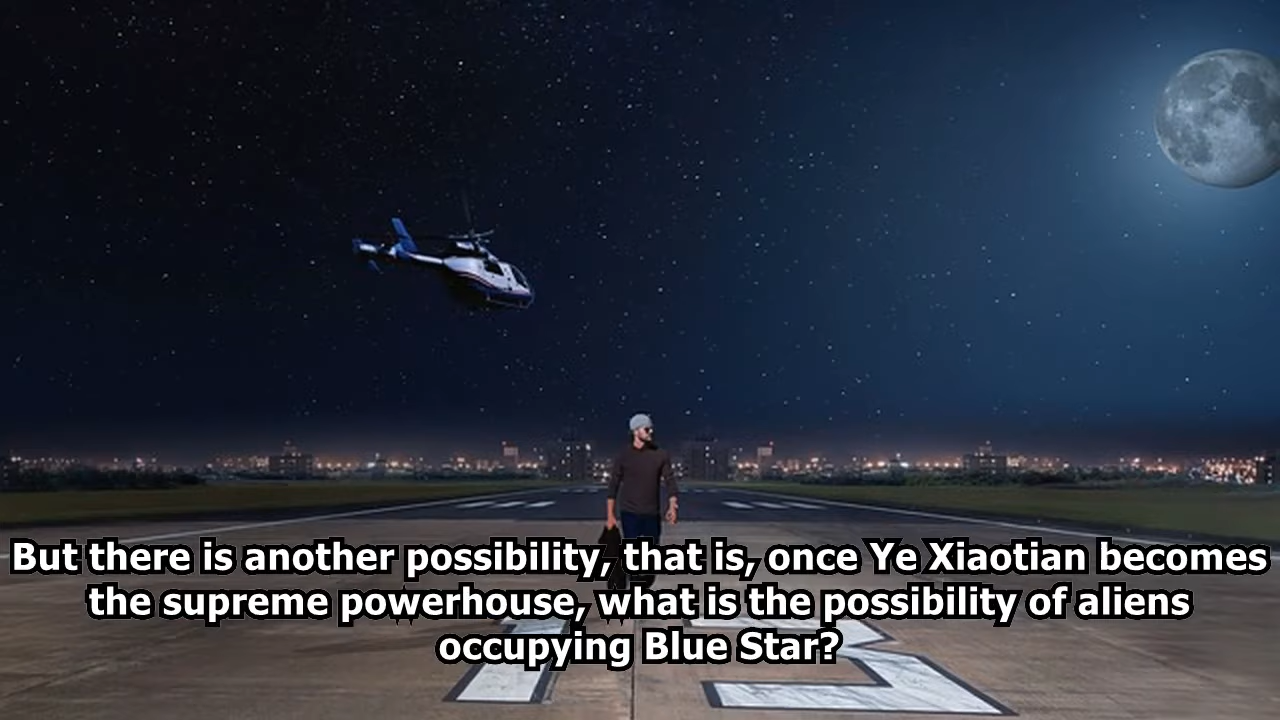 But there is another possibility, that is, once Ye Xiaotian becomes
the supreme powerhouse, what is the possibility of aliens
occupying Blue Star?
13